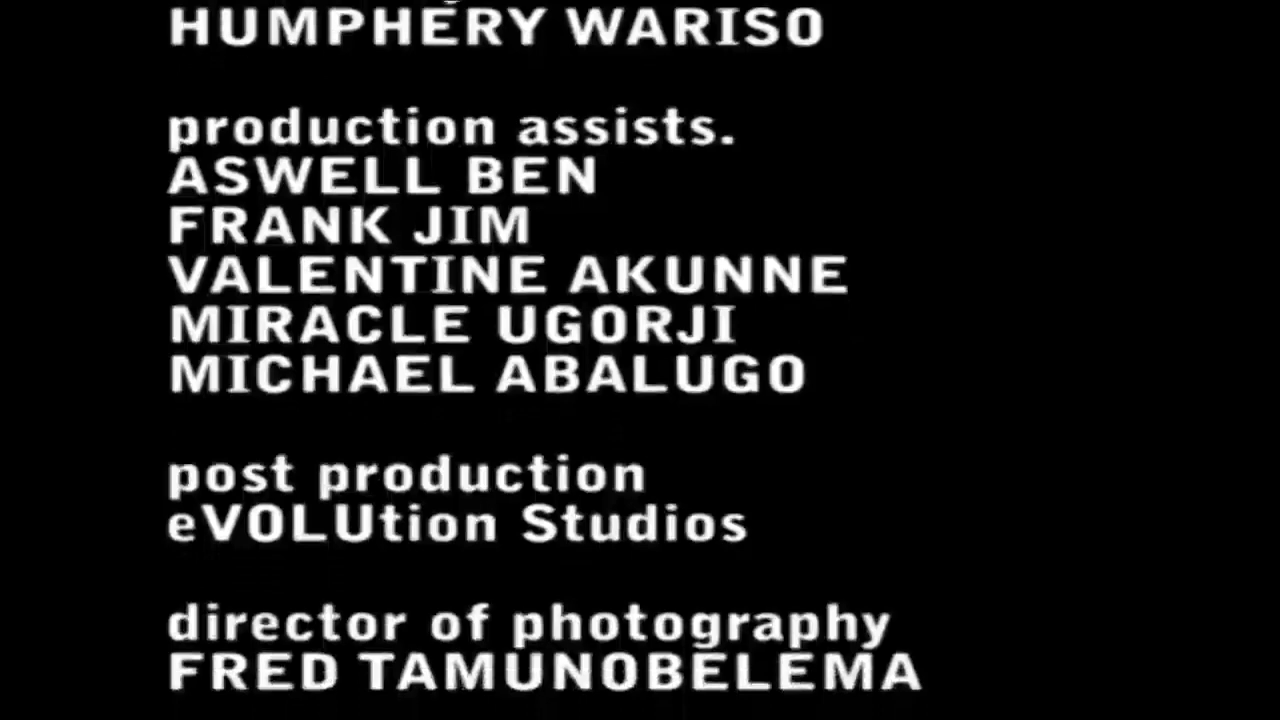 HUMPHERY WARISO
production assists.
ASWELL BEN
FRANK JIM
VALENTINE AKUNNE
MIRACLE UGORJI
MICHAEL ABALUGO
post production
eVOLUtion Studios
director of photography
FRED TAMUNOBELEMA